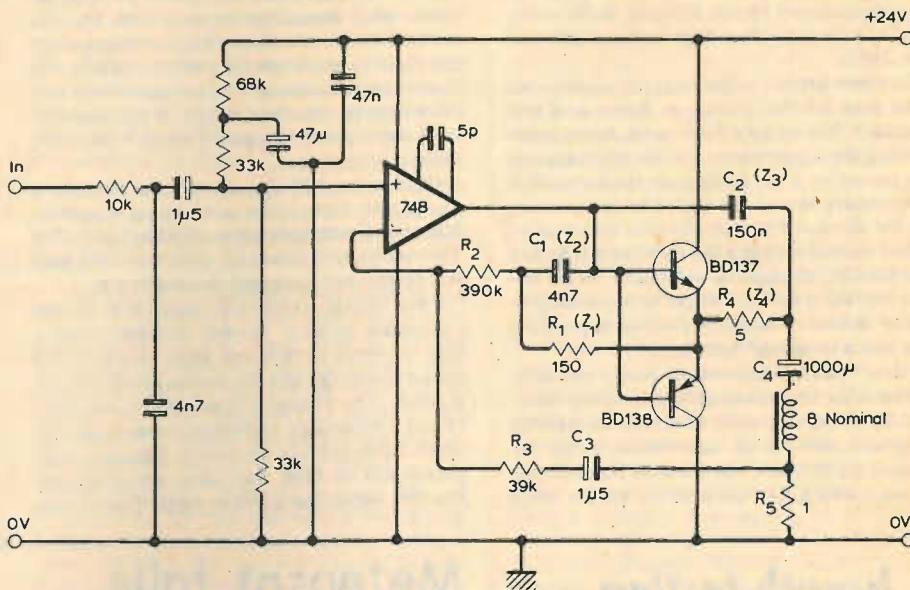 +24V
68k
47n
47μ
5p
33k
In
10k
1μ5
+
-
748
C₂ (Z₃)
150n
R₂
390k
C₁ (Z₂)
4n7
BD137
R₄ (Z₄)
5
R₁ (Z₁)
150
C₄
1000μ
4n7
BD138
8 Nominal
33k
R₃
39k
C₃
1μ5
R₅
1
0V
0V